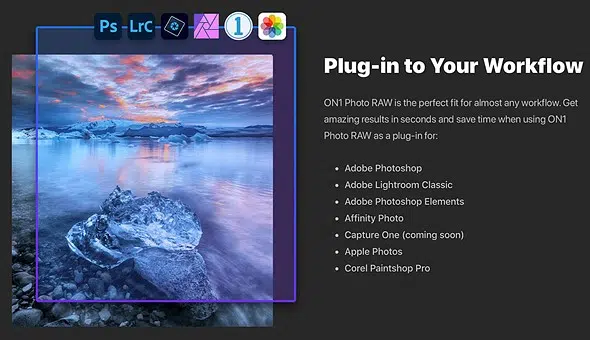 Ps LrC 1
Plug-in to Your Workflow
ON1 Photo RAW is the perfect fit for almost any workflow. Get
amazing results in seconds and save time when using ON1
Photo RAW as a plug-in for:
• Adobe Photoshop
• Adobe Lightroom Classic
• Adobe Photoshop Elements
• Affinity Photo
• Capture One (coming soon)
• Apple Photos
• Corel Paintshop Pro